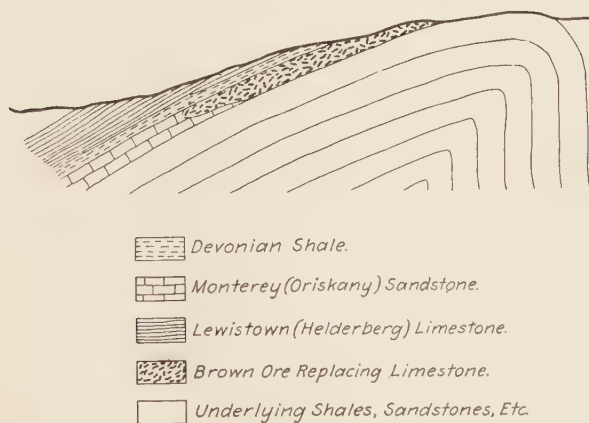 Devonian Shale.
Monterey (Oriskany) Sandstone.
Lewistown (Helderberg) Limestone.
Brown Ore Replacing Limestone.
Underlying Shales, Sandstones, Etc.